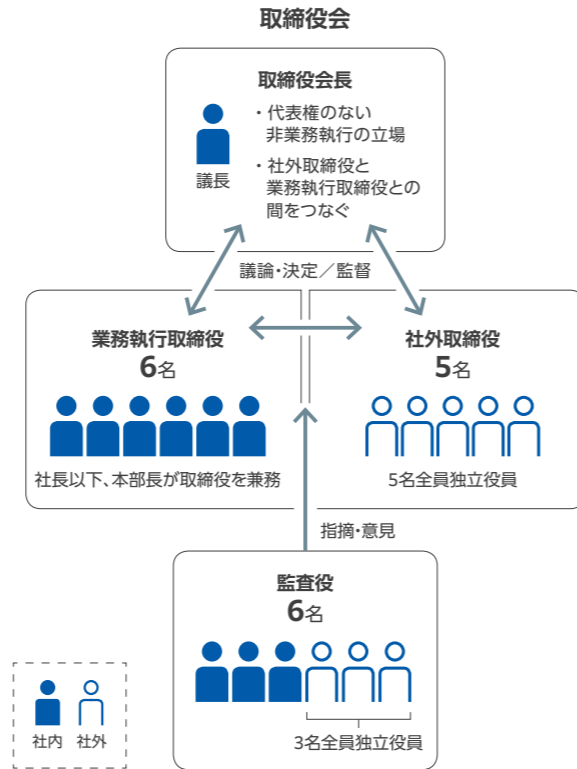 取締役会
取締役会長
・代表権のない
非業務執行の立場
・社外取締役と
業務執行取締役との
間をつなぐ
議長
議論・決定／監督
業務執行取締役
6名
社長以下、本部長が取締役を兼務
社外取締役
5名
5名全員独立役員
指摘・意見
監査役
6名
3名全員独立役員
社内 社外